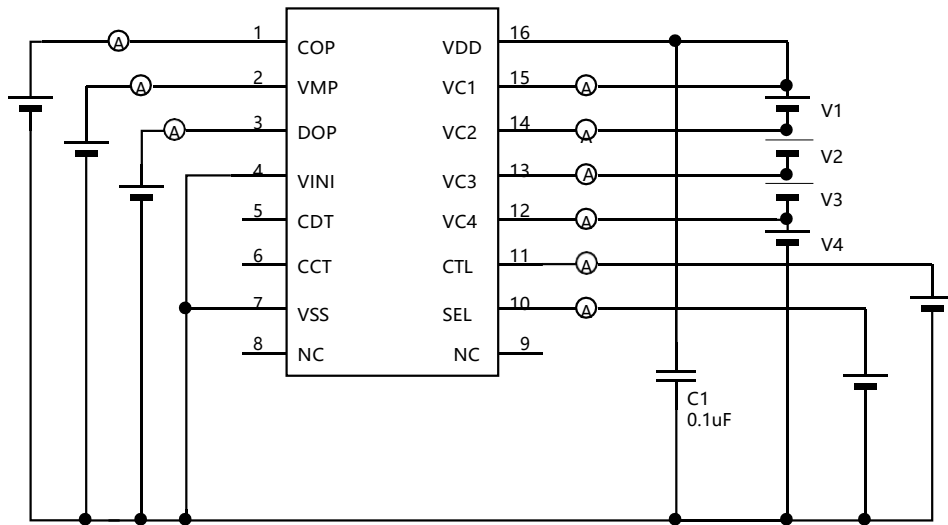 1 COP VDD 16
A
2 VMP VC1 15 A
A V1
3 DOP VC2 14 A
A
V2
4 VINI VC3 13 A
V3
5 CDT VC4 12 A
V4
6 CCT CTL 11 A
7 VSS SEL 10 A
8 NC NC 9
C1
0.1uF